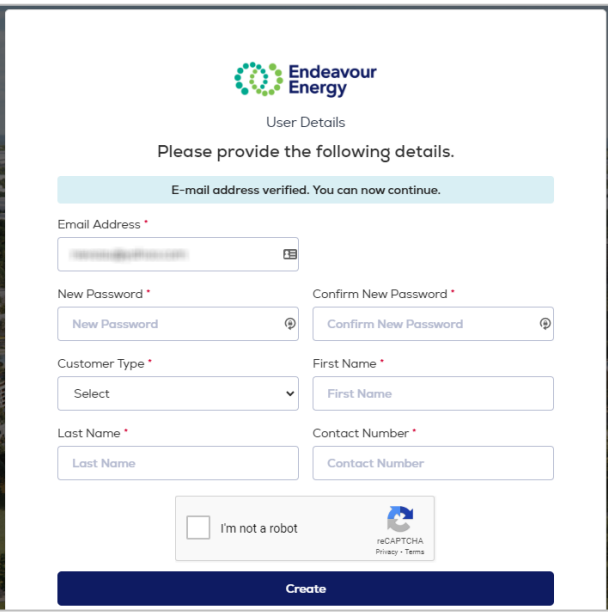 Endeavour
Energy
User Details
Please provide the following details.
E-mail address verified. You can now continue.
Email Address *
New Password * Confirm New Password *
New Password Confirm New Password
Customer Type * First Name *
Select First Name
Last Name * Contact Number *
Last Name Contact Number
I'm not a robot
reCAPTCHA
Privacy - Terms
Create